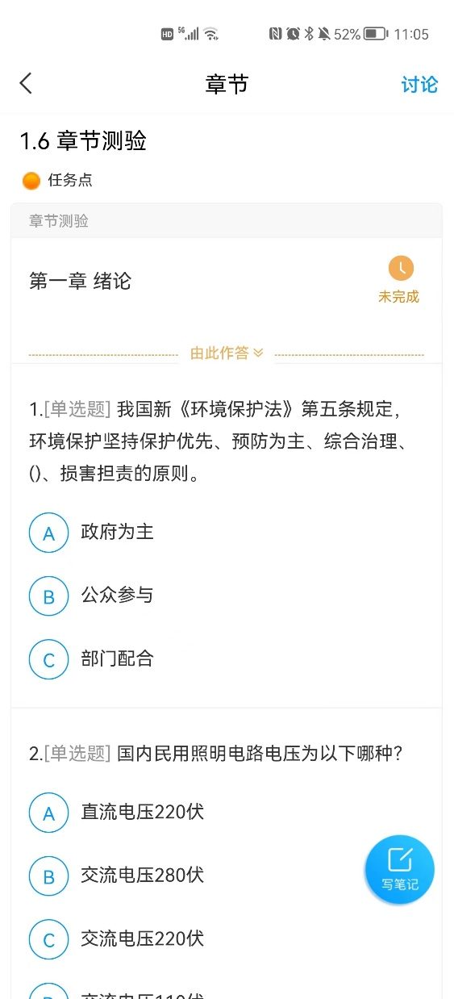 HD 5G 52% 11:05
章节 讨论
1.6 章节测验
任务点
章节测验
第一章 绪论
未完成
由此作答
1.[单选题] 我国新《环境保护法》第五条规定，
环境保护坚持保护优先、预防为主、综合治理、
()、损害担责的原则。
A 政府为主
B 公众参与
C 部门配合
2.[单选题] 国内民用照明电路电压为以下哪种?
A 直流电压220伏
B 交流电压280伏
写笔记
C 交流电压220伏